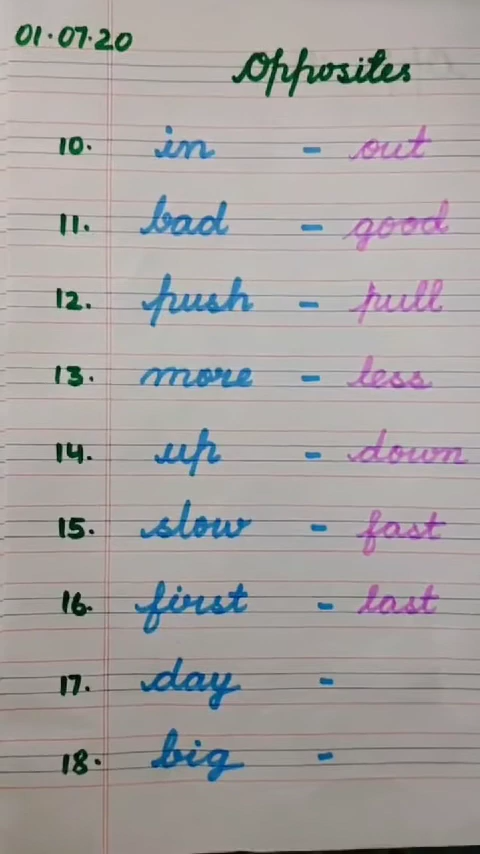 01.07.20
Opposites
10. in - out
11. bad - good
12. push - pull
13. more - less
14. up - down
15. slow - fast
16. first - last
17. day -
18. big -